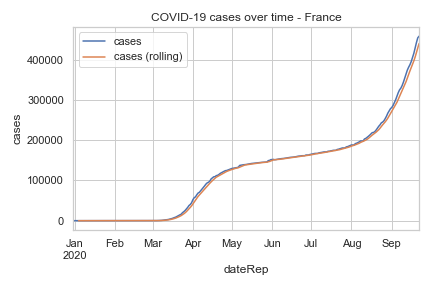 COVID-19 cases over time - France
cases
cases (rolling)
400000
300000
200000
100000
0
cases
Jan Feb Mar Apr May Jun Jul Aug Sep
2020
dateRep